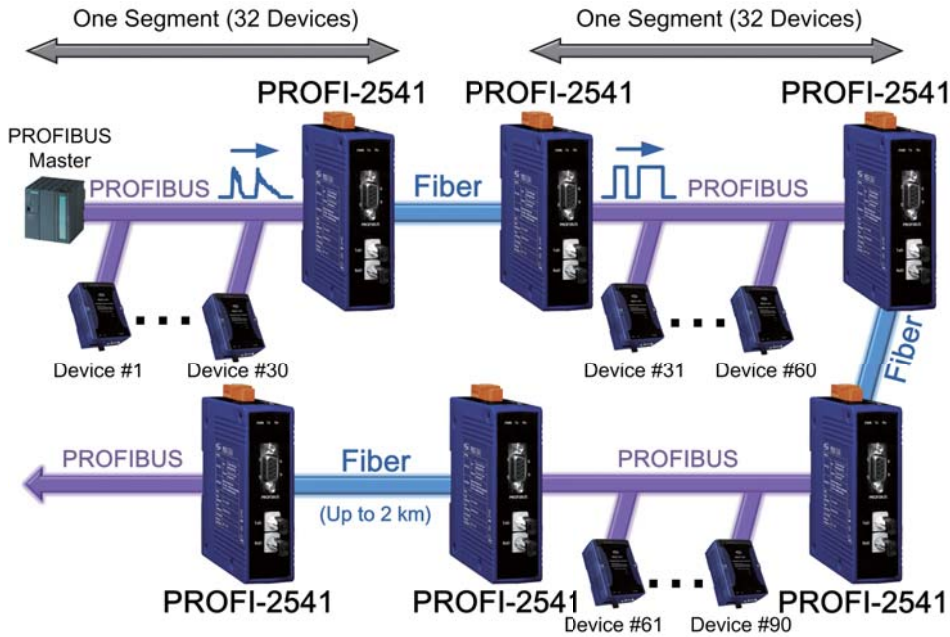 One Segment (32 Devices)
One Segment (32 Devices)
PROFI-2541
PROFI-2541
PROFI-2541
PROFIBUS
Master
PROFIBUS
Fiber
PROFIBUS
Device #1
Device #30
Device #31
Device #60
Fiber
PROFIBUS
Fiber
(Up to 2 km)
PROFIBUS
PROFI-2541
PROFI-2541
Device #61
Device #90
PROFI-2541